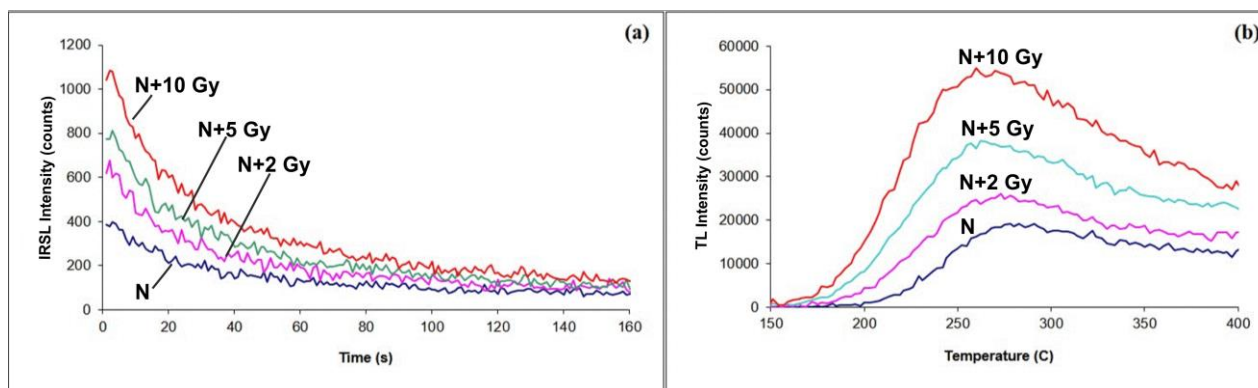 (a)
IRSL Intensity (counts)
1200
1000
800
600
400
200
0
N+10 Gy
N+5 Gy
N+2 Gy
N
0 20 40 60 80 100 120 140 160
Time (s)
(b)
TL Intensity (counts)
60000
50000
40000
30000
20000
10000
0
N+10 Gy
N+5 Gy
N+2 Gy
N
150 200 250 300 350 400
Temperature (C)